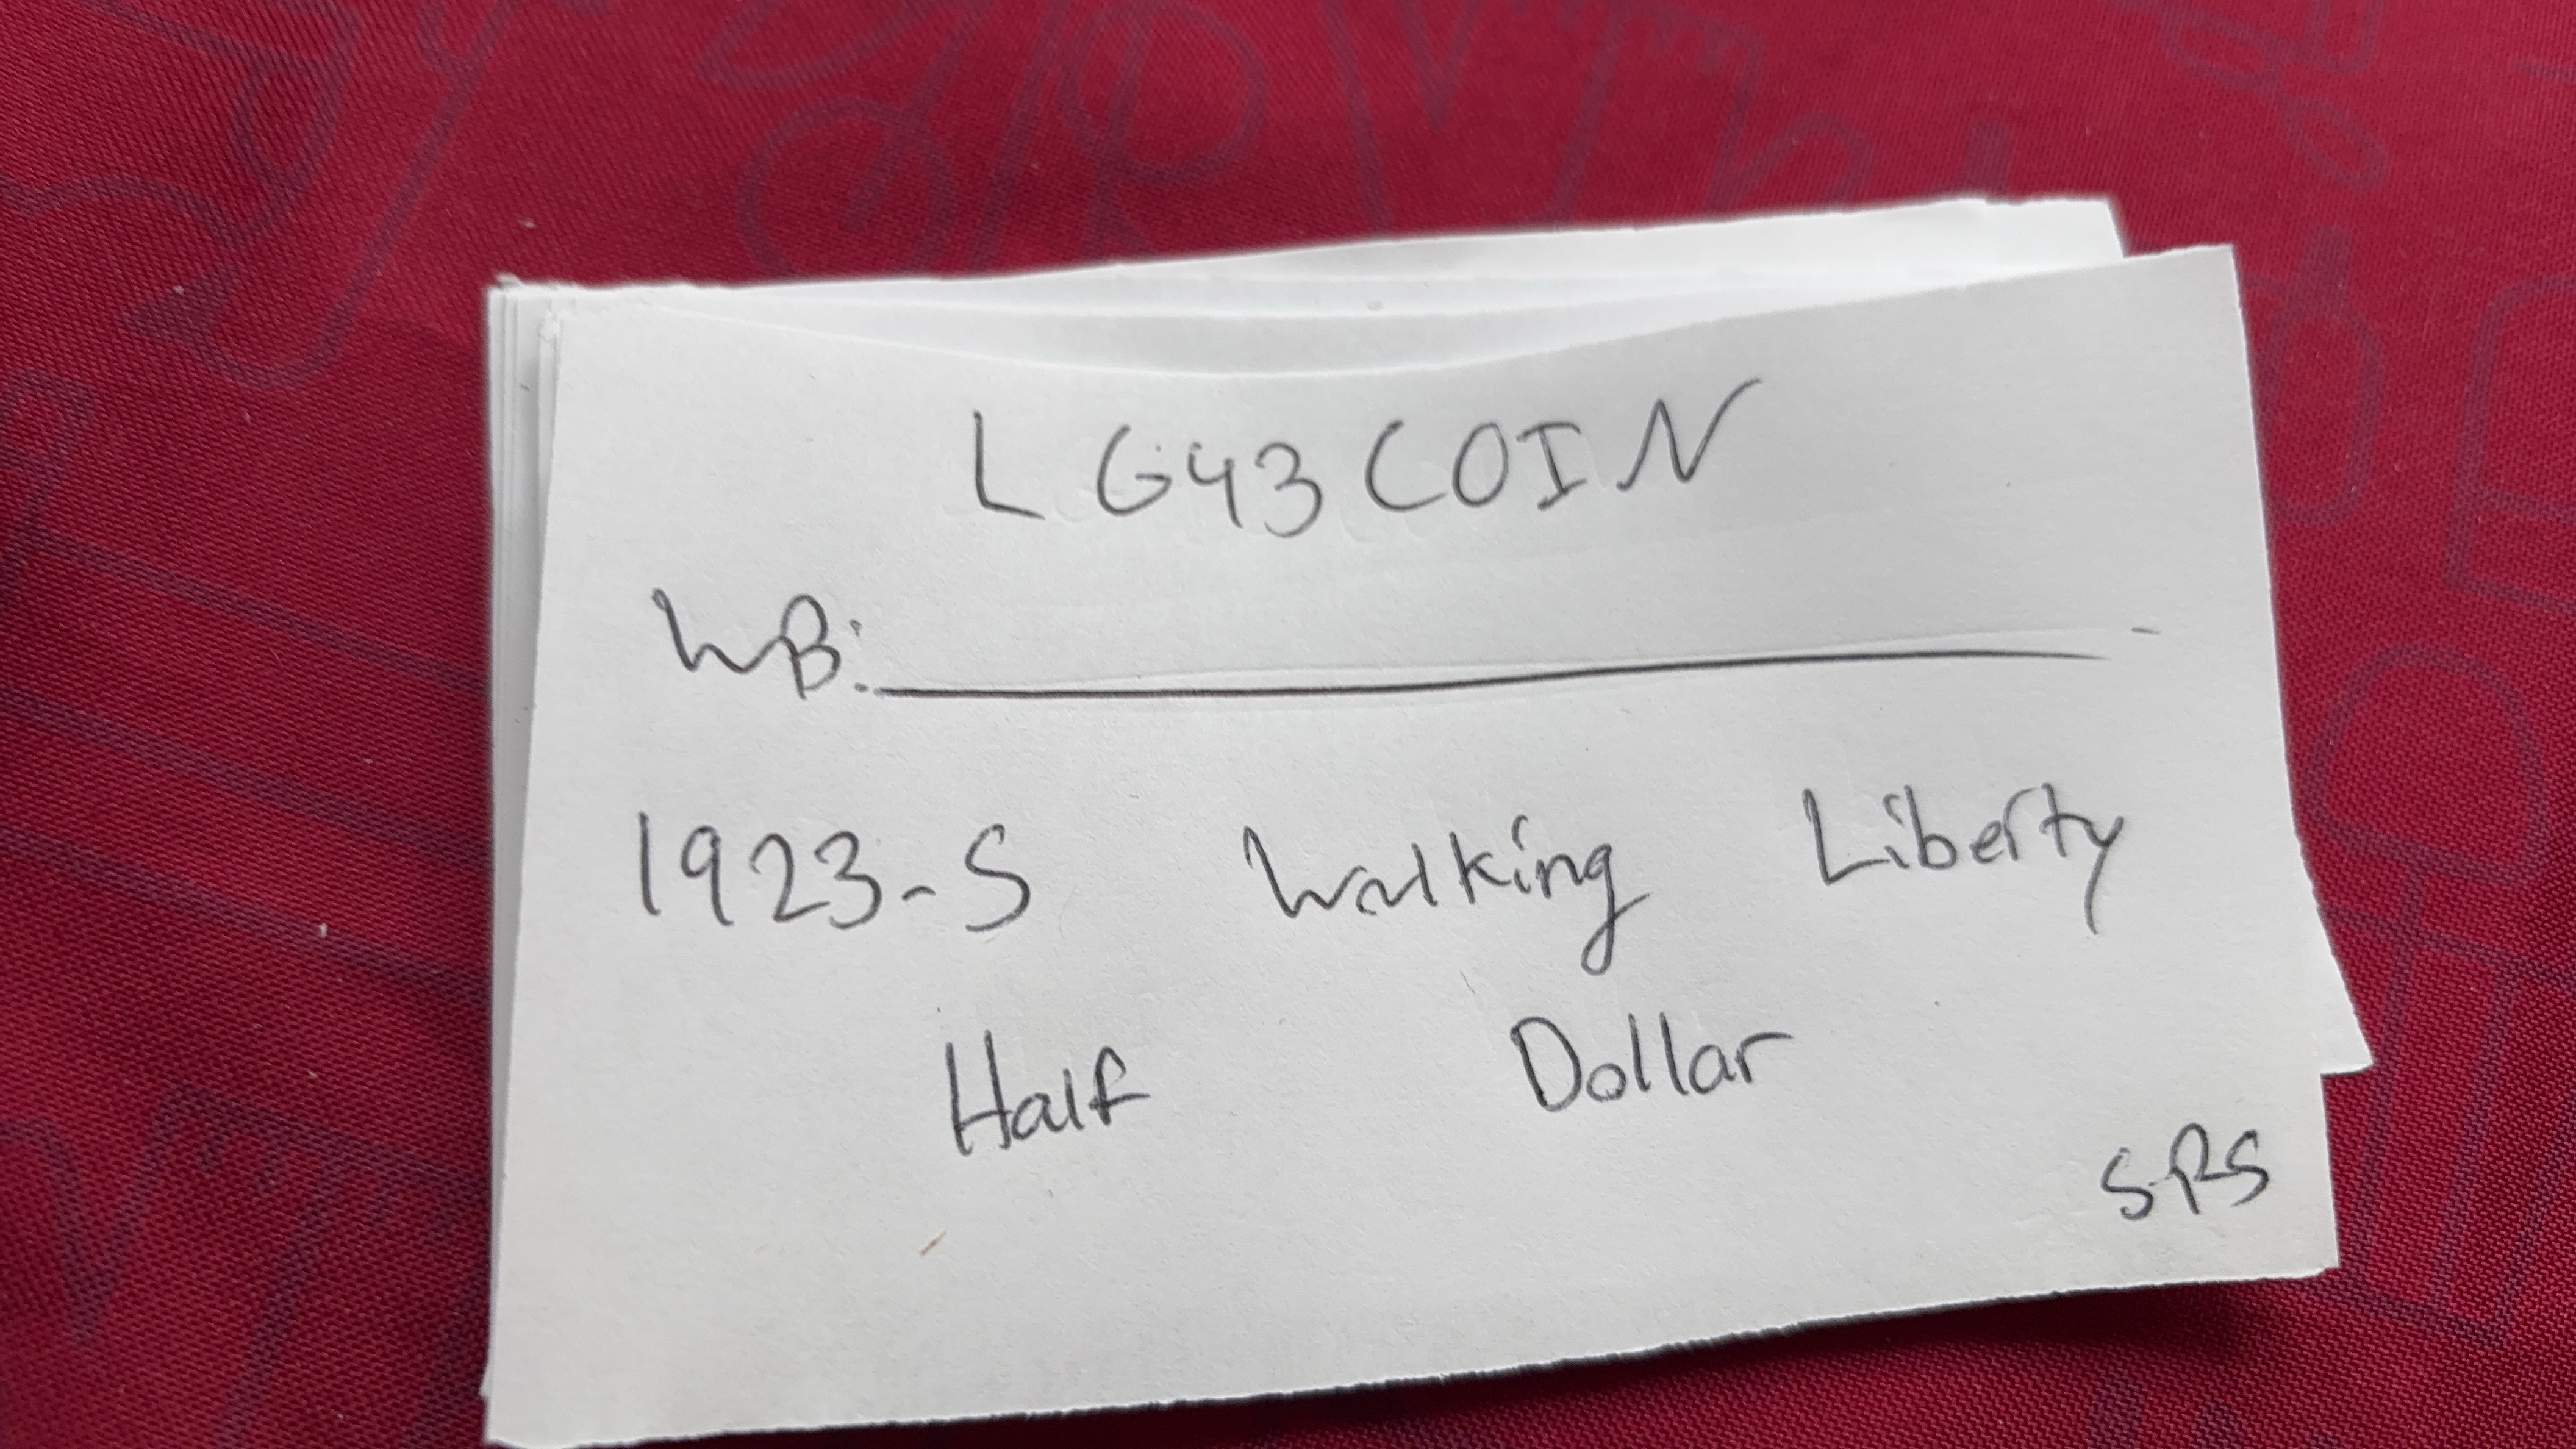 LG43COIN
WB:
1923-S Walking Liberty
Half Dollar
SRS